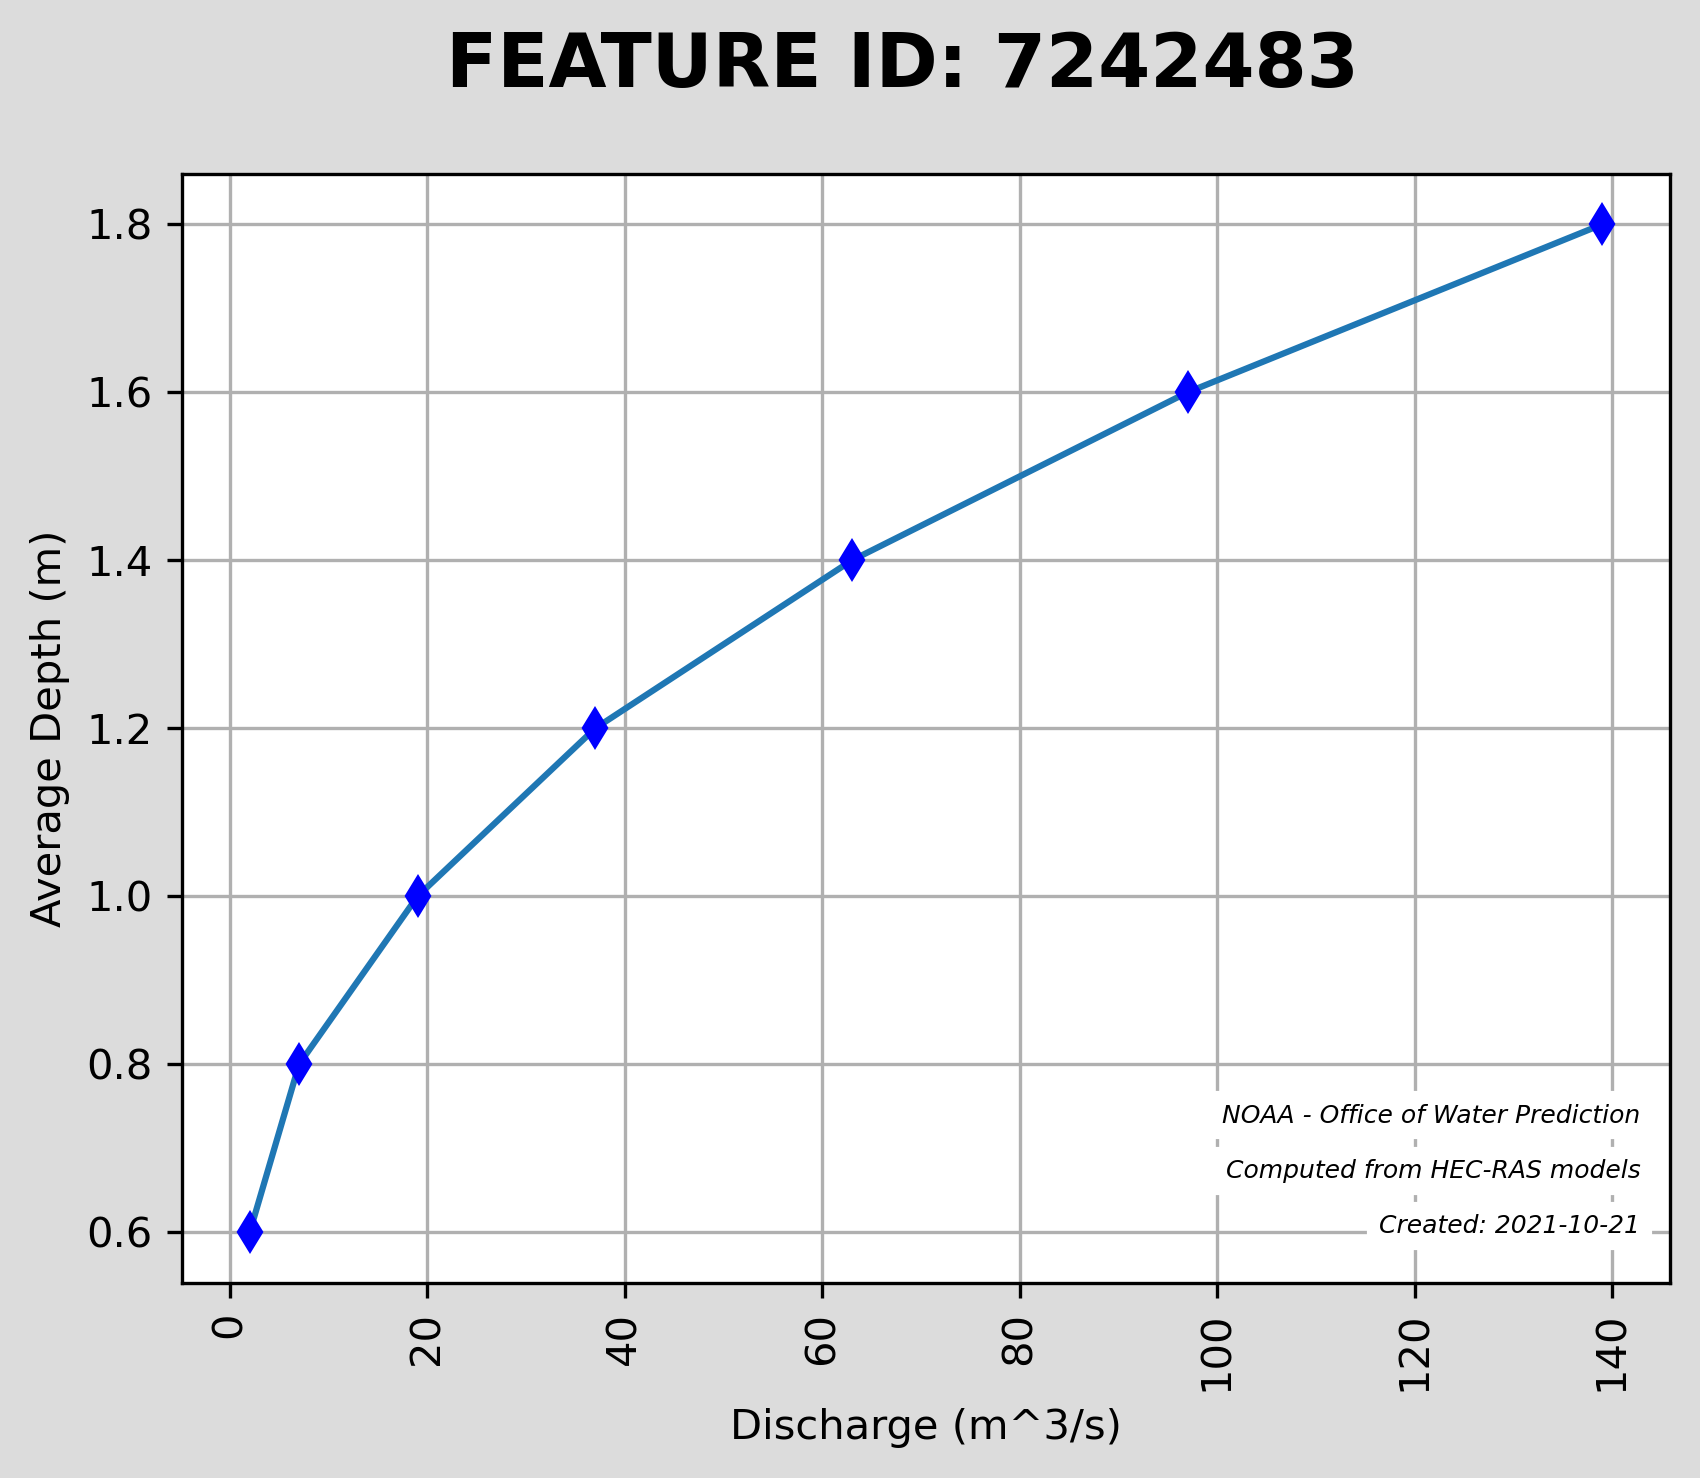 FEATURE ID: 7242483
1.8
1.6
1.4
1.2
1.0
0.8
0.6
Average Depth (m)
NOAA - Office of Water Prediction
Computed from HEC-RAS models
Created: 2021-10-21
0 20 40 60 80 100 120 140
Discharge (m^3/s)